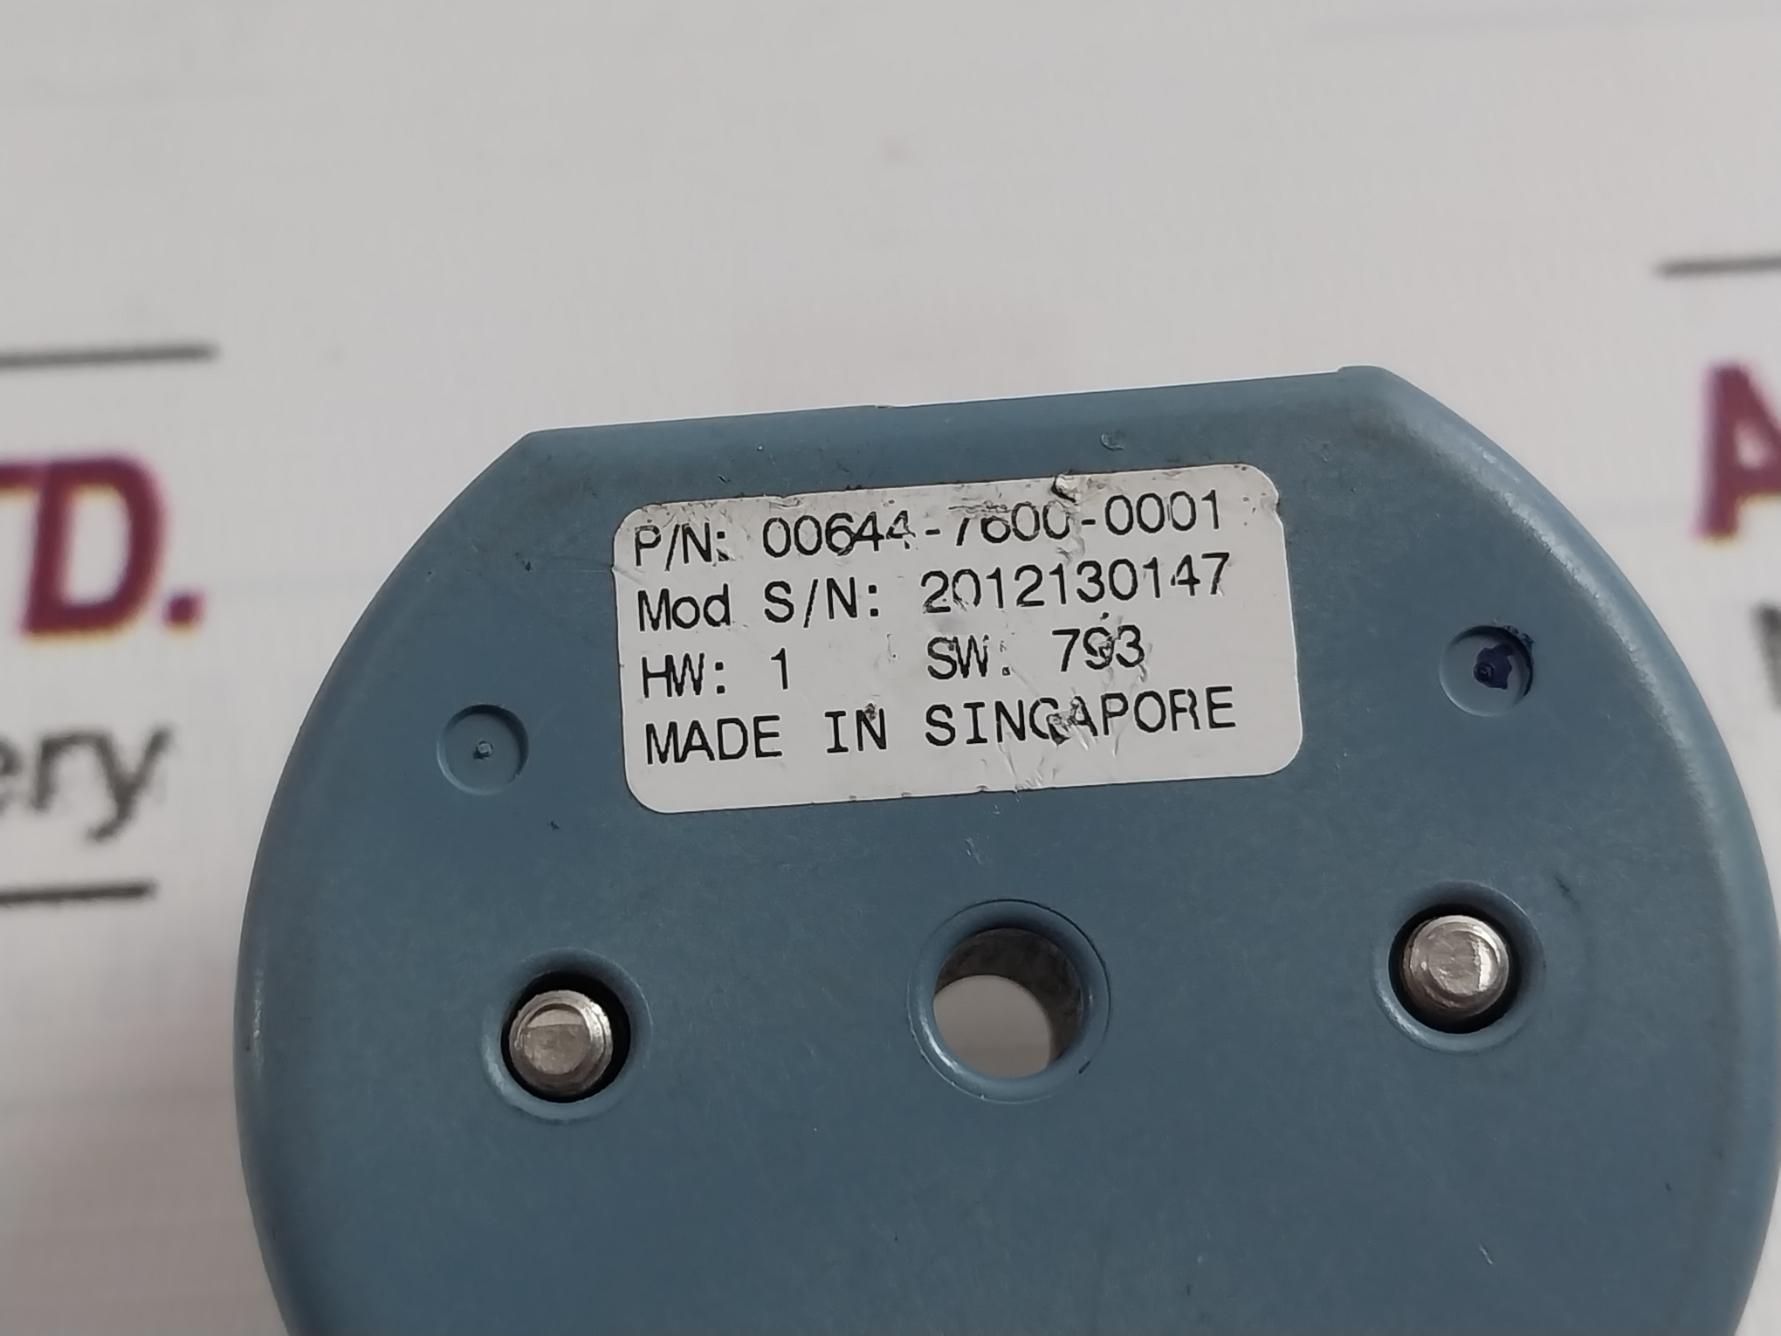 P/N: 00644-7600-0001
Mod S/N: 2012130147
HW: 1 SW: 793
MADE IN SINGAPORE
TD.
ery
A